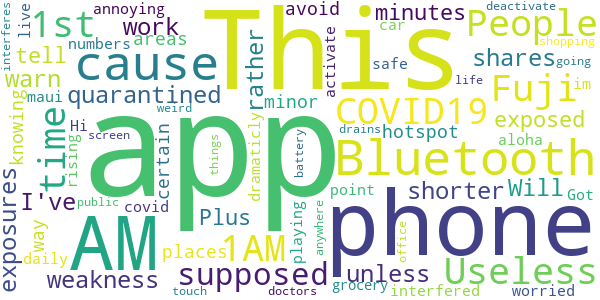 annoying
interferes
live
1st
work
areas
numbers
tell
warn
maui
knowing
rising
Hi
screen
time
quarantined
cause
This
app
AM
I've
exposures
way
daily
public
covid
weakness
touch
places
1AM
supposed
doctors
certain
weird
Plus
things
dramaticly
rather
minor
playing
battery
anywhere
avoid
activate
minutes
car
safe
COVID19
hotspot
drains
Bluetooth
point
phone
unless
grocery
office
interfered
shorter
Will
Useless
worried
People
shares
Fuji
exposed
aloha
life
im
Got
going
shopping
deactivate